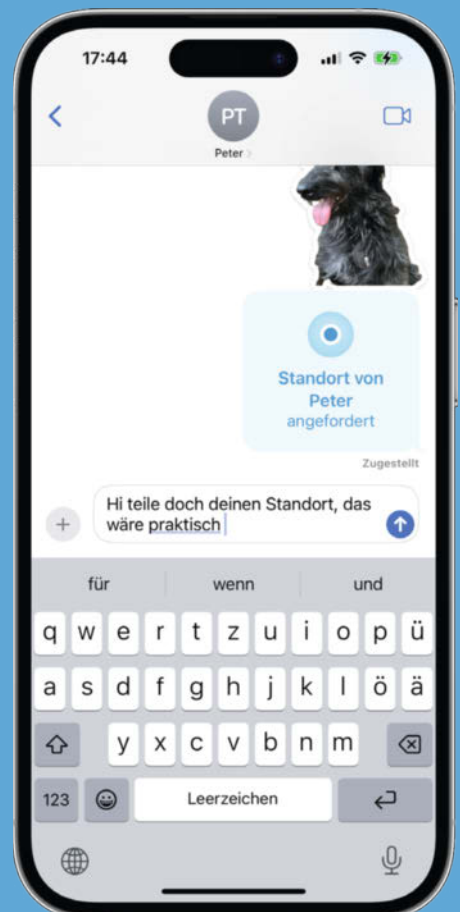 17:44
PT
Peter
Standort von
Peter
angefordert
Zugestellt
Hi teile doch deinen Standort, das
wäre praktisch
für wenn und
q w e r t z u i o p ü
a s d f g h j k l ö ä
y x c v b n m
123 Leerzeichen